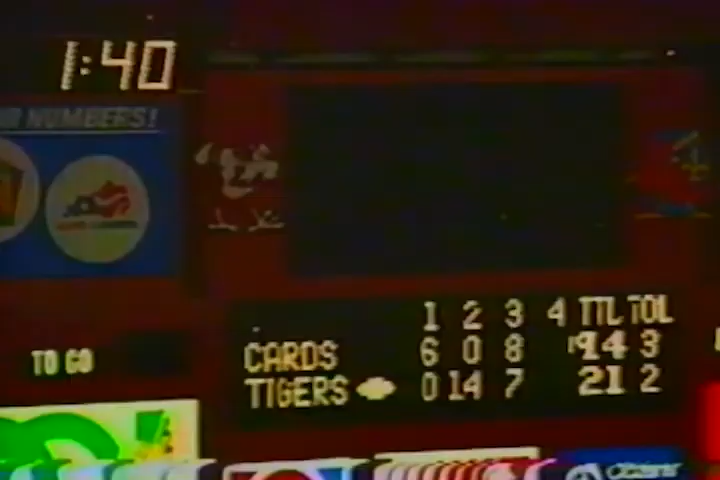 1:40
NUMBERS!
1 2 3 4 TTL TOL
TO GO
CARDS 6 0 8 14 3
TIGERS 0 14 7 21 2